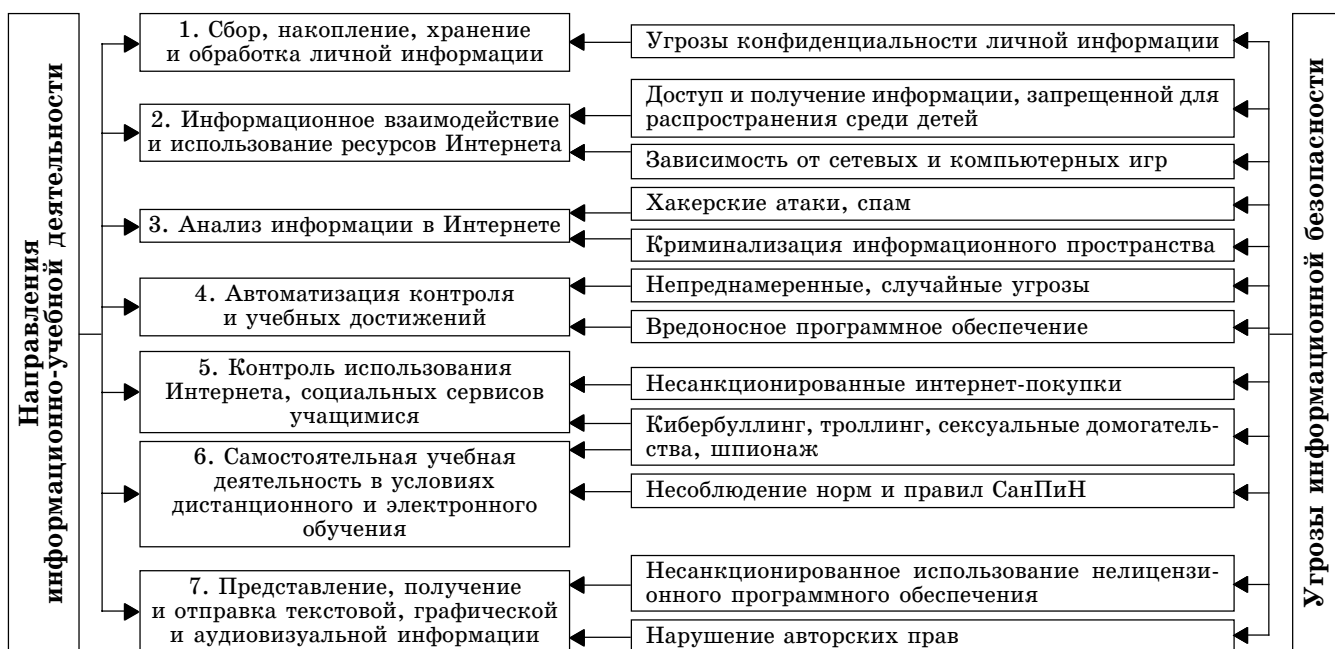 Направления
информационно-учебной деятельности
1. Сбор, накопление, хранение
и обработка личной информации
2. Информационное взаимодействие
и использование ресурсов Интернета
3. Анализ информации в Интернете
4. Автоматизация контроля
и учебных достижений
5. Контроль использования
Интернета, социальных сервисов
учащимися
6. Самостоятельная учебная
деятельность в условиях
дистанционного и электронного
обучения
7. Представление, получение
и отправка текстовой, графической
и аудиовизуальной информации
Угрозы конфиденциальности личной информации
Доступ и получение информации, запрещенной для
распространения среди детей
Зависимость от сетевых и компьютерных игр
Хакерские атаки, спам
Криминализация информационного пространства
Непреднамеренные, случайные угрозы
Вредоносное программное обеспечение
Несанкционированные интернет-покупки
Кибербуллинг, троллинг, сексуальные домогатель-
ства, шпионаж
Несоблюдение норм и правил СанПиН
Несанкционированное использование нелицензи-
онного программного обеспечения
Нарушение авторских прав
Угрозы информационной безопасности